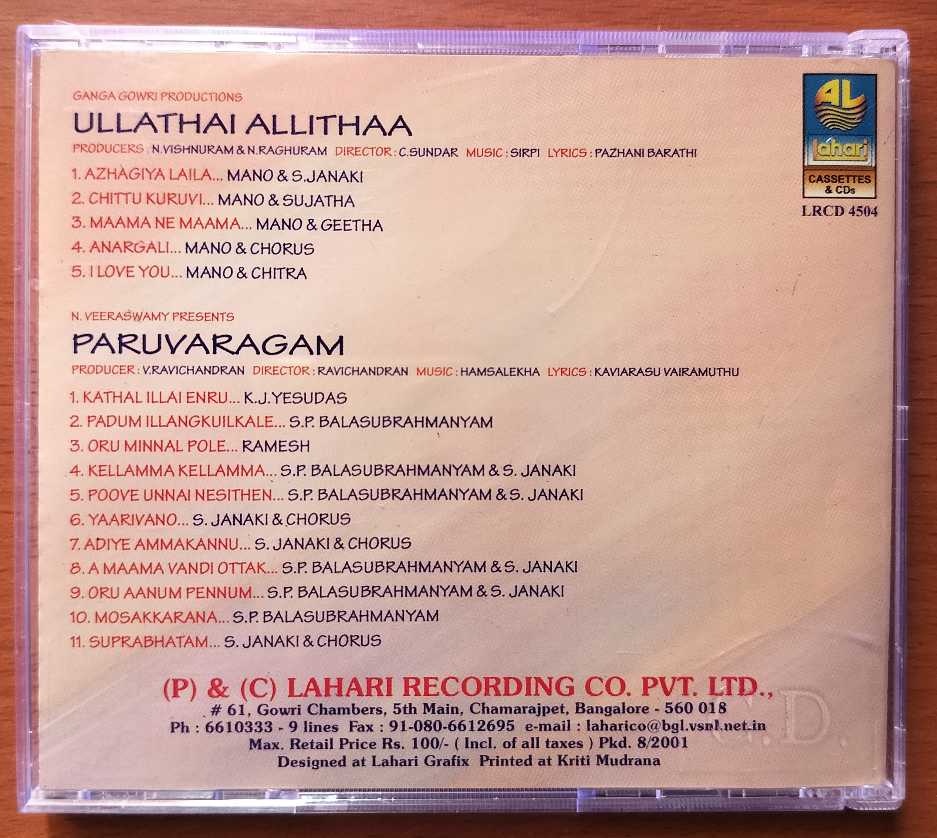 GANGA GOWRI PRODUCTIONS
ULLATHAI ALLITHAA
PRODUCERS : N.VISHNURAM & N.RAGHURAM DIRECTOR : C.SUNDAR MUSIC : SIRPI LYRICS : PAZHANI BARATHI
1. AZHAGIYA LAILA... MANO & S.JANAKI
2. CHITTU KURUVI... MANO & SUJATHA
3. MAAMA NE MAAMA... MANO & GEETHA
4. ANARGALI... MANO & CHORUS
5. I LOVE YOU... MANO & CHITRA
AL
Lahari
CASSETTES
& CDs
LRCD 4504
N. VEERASWAMY PRESENTS
PARUVARAGAM
PRODUCER : V.RAVICHANDRAN DIRECTOR : RAVICHANDRAN MUSIC : HAMSALEKHA LYRICS : KAVIARASU VAIRAMUTHU
1. KATHAL ILLAI ENRU... K.J.YESUDAS
2. PADUM ILLANGKUILKALE... S.P. BALASUBRAHMANYAM
3. ORU MINNAL POLE... RAMESH
4. KELLAMMA KELLAMMA... S.P. BALASUBRAHMANYAM & S. JANAKI
5. POOVE UNNAI NESITHEN... S.P. BALASUBRAHMANYAM & S. JANAKI
6. YAARIVANO... S. JANAKI & CHORUS
7. ADIYE AMMAKANNU... S. JANAKI & CHORUS
8. A MAAMA VANDI OTTAK... S.P. BALASUBRAHMANYAM & S. JANAKI
9. ORU AANUM PENNUM... S.P. BALASUBRAHMANYAM & S. JANAKI
10. MOSAKKARANA... S.P. BALASUBRAHMANYAM
11. SUPRABHATAM... S. JANAKI & CHORUS
(P) & (C) LAHARI RECORDING CO. PVT. LTD.,
# 61, Gowri Chambers, 5th Main, Chamarajpet, Bangalore - 560 018
Ph : 6610333 - 9 lines Fax : 91-080-6612695 e-mail : laharico@bgl.vsnl.net.in
Max. Retail Price Rs. 100/- ( Incl. of all taxes ) Pkd. 8/2001
Designed at Lahari Grafix Printed at Kriti Mudrana